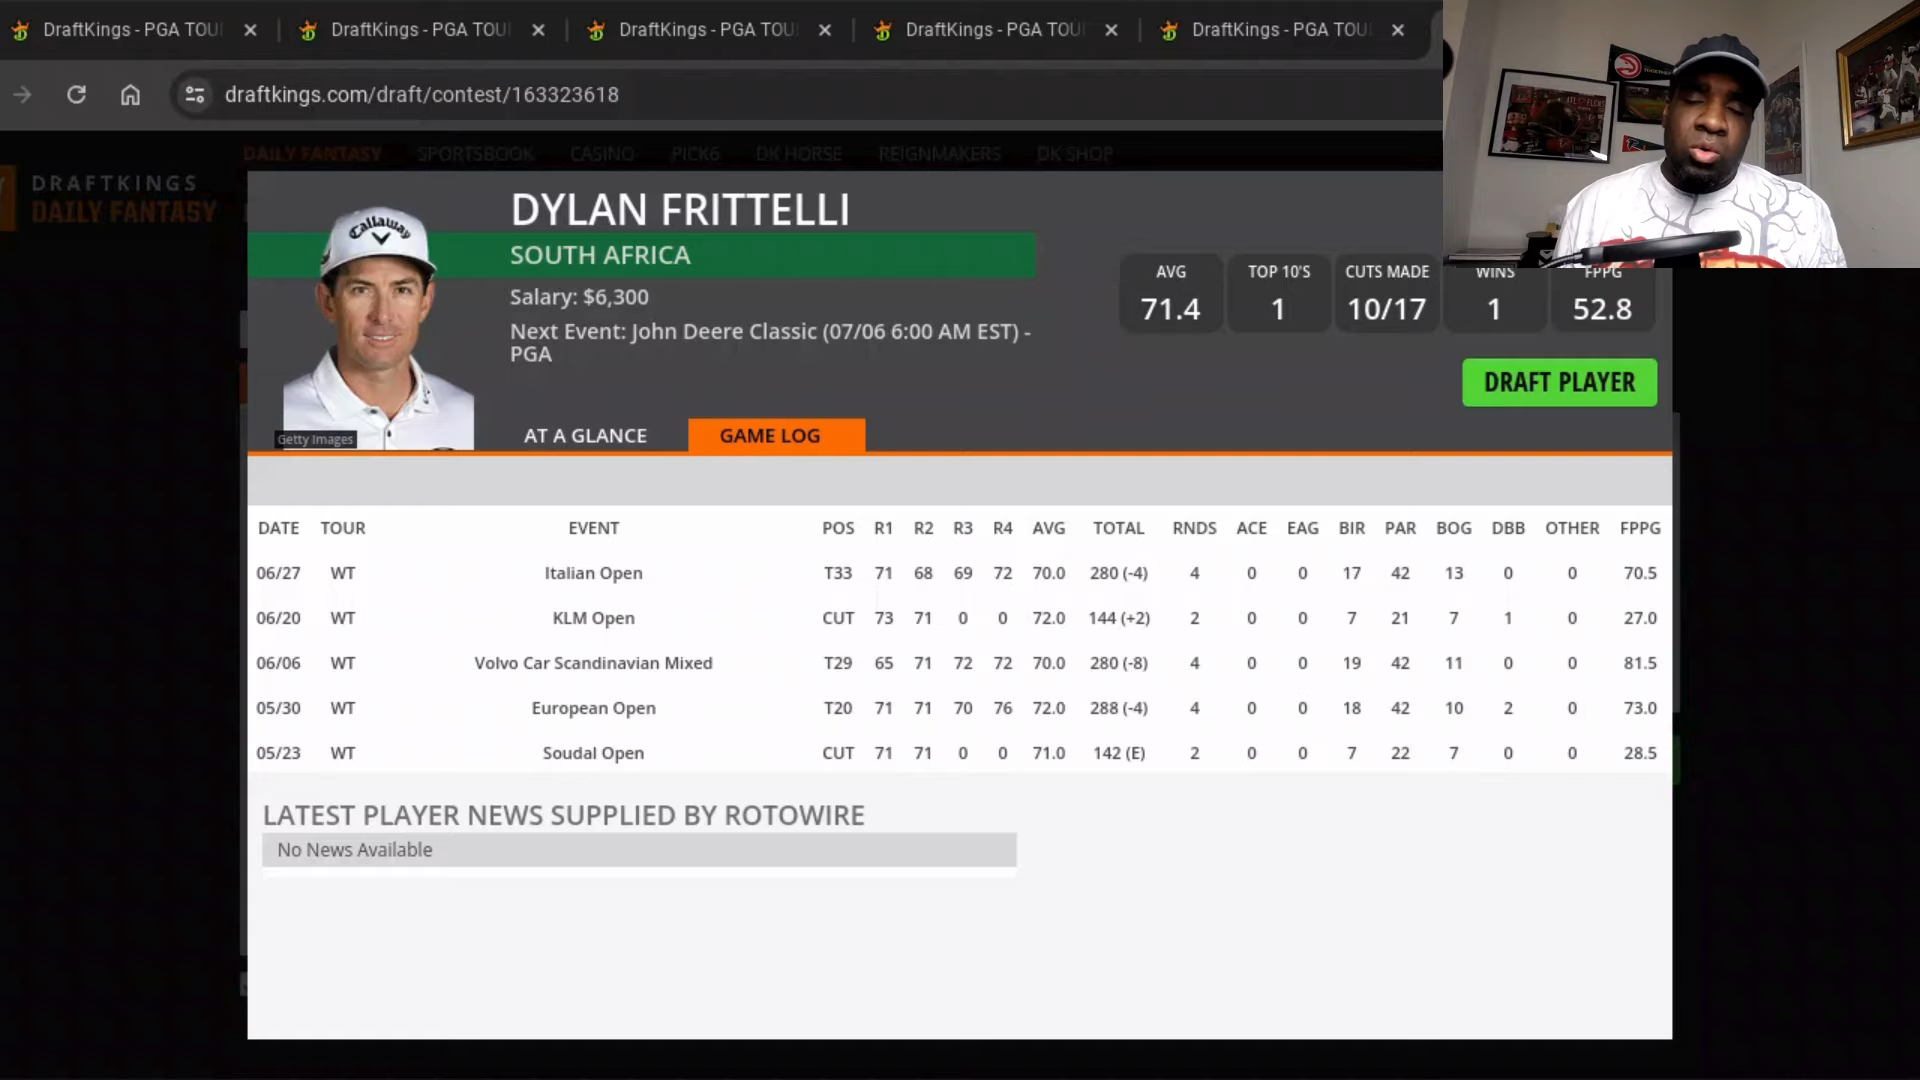 DraftKings - PGA TOU
DraftKings - PGA TOU
DraftKings - PGA TOU
DraftKings - PGA TOU
DraftKings - PGA TOU
draftkings.com/draft/contest/163323618
DAILY FANTASY SPORTSBOOK CASINO PICK6 DK HORSE REIGNMAKERS DK SHOP
DRAFTKINGS
DAILY FANTASY
DYLAN FRITTELLI
SOUTH AFRICA
Salary: $6,300
Next Event: John Deere Classic (07/06 6:00 AM EST) -
PGA
Callaway
Getty Images
AVG TOP 10'S CUTS MADE WINS FPPG
71.4 1 10/17 1 52.8
DRAFT PLAYER
AT A GLANCE GAME LOG
DATE TOUR EVENT POS R1 R2 R3 R4 AVG TOTAL RNDS ACE EAG BIR PAR BOG DBB OTHER FPPG
06/27 WT Italian Open T33 71 68 69 72 70.0 280 (-4) 4 0 0 17 42 13 0 0 70.5
06/20 WT KLM Open CUT 73 71 0 0 72.0 144 (+2) 2 0 0 7 21 7 1 0 27.0
06/06 WT Volvo Car Scandinavian Mixed T29 65 71 72 72 70.0 280 (-8) 4 0 0 19 42 11 0 0 81.5
05/30 WT European Open T20 71 71 70 76 72.0 288 (-4) 4 0 0 18 42 10 2 0 73.0
05/23 WT Soudal Open CUT 71 71 0 0 71.0 142 (E) 2 0 0 7 22 7 0 0 28.5
LATEST PLAYER NEWS SUPPLIED BY ROTOWIRE
No News Available